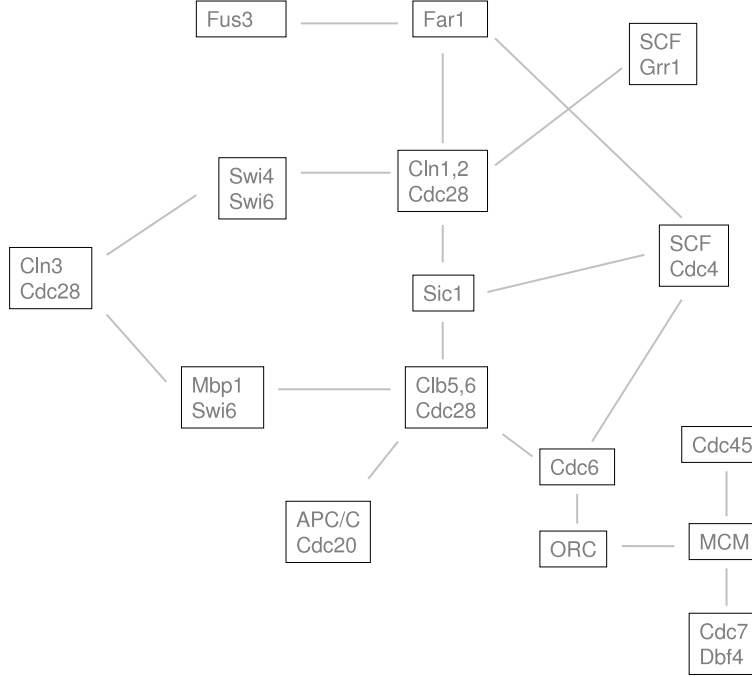 Fus3
Far1
SCF
Grr1
Swi4
Swi6
Cln1,2
Cdc28
Cln3
Cdc28
SCF
Cdc4
Sic1
Mbp1
Swi6
Clb5,6
Cdc28
Cdc6
Cdc45
APC/C
Cdc20
ORC
MCM
Cdc7
Dbf4